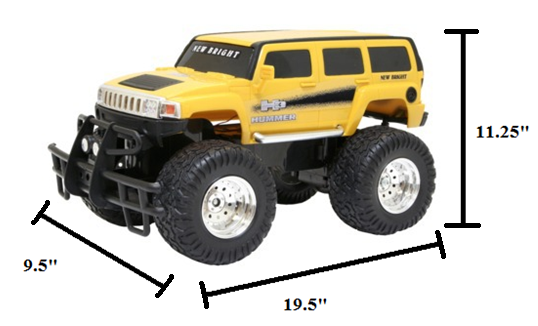 NEW BRIGHT
NEW BRIGHT
H3
HUMMER
11.25"
9.5"
19.5"